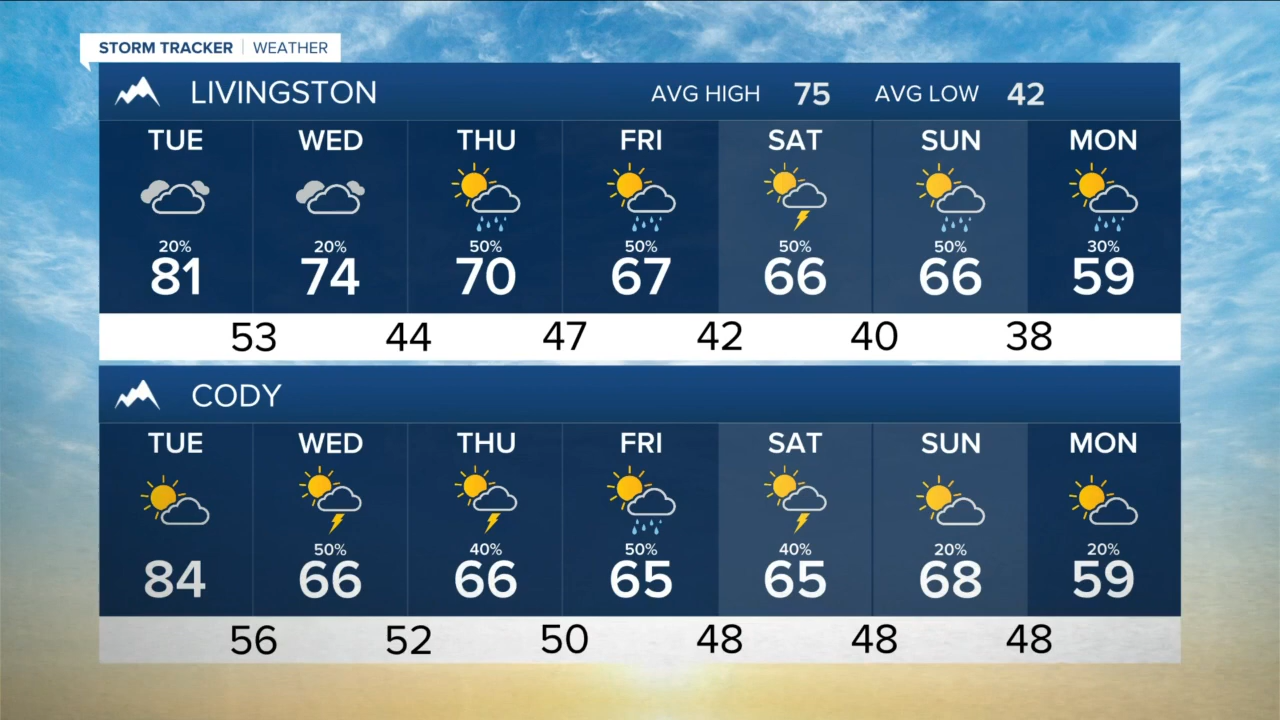 STORM TRACKER | WEATHER
LIVINGSTON AVG HIGH 75 AVG LOW 42
TUE WED THU FRI SAT SUN MON
20% 20% 50% 50% 50% 50% 30%
81 74 70 67 66 66 59
53 44 47 42 40 38
CODY
TUE WED THU FRI SAT SUN MON
50% 40% 50% 40% 20% 20%
84 66 66 65 65 68 59
56 52 50 48 48 48